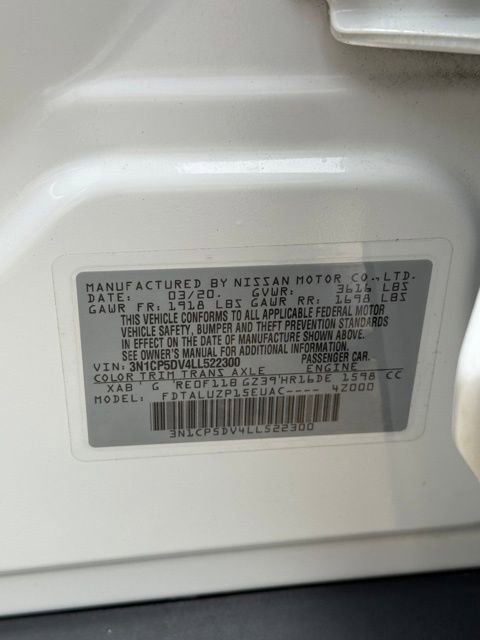 MANUFACTURED BY NISSAN MOTOR CO.,LTD.
DATE: 03/20. GVWR: 3616 LBS
GAWR FR: 1918 LBS GAWR RR: 1698 LBS
THIS VEHICLE CONFORMS TO ALL APPLICABLE FEDERAL MOTOR
VEHICLE SAFETY, BUMPER AND THEFT PREVENTION STANDARDS
IN EFFECT ON THE DATE OF MANUFACTURE SHOWN ABOVE.
SEE OWNER'S MANUAL FOR ADDITIONAL INFORMATION.
VIN: 3N1CP5DV4LL522300 PASSENGER CAR
COLOR TRIM TRANS AXLE ENGINE
XAB G RE0F11B GZ39 HR16DE 1598 CC
MODEL: FDTALUZP15EUAC---- 4Z000
3N1CP5DV4LL522300